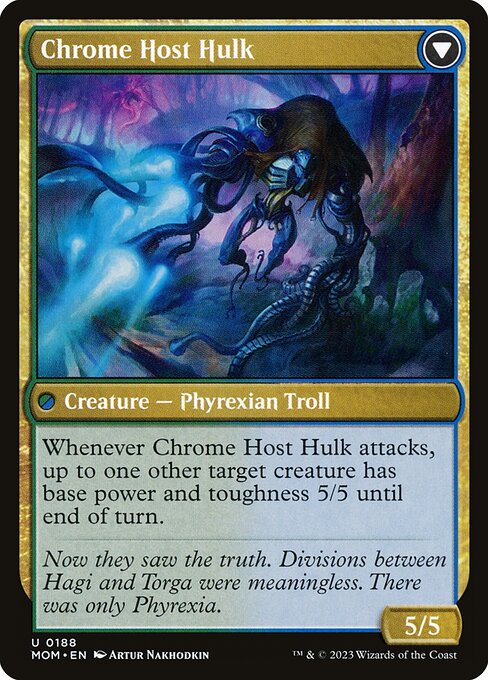 Chrome Host Hulk
Creature — Phyrexian Troll
Whenever Chrome Host Hulk attacks,
up to one other target creature has
base power and toughness 5/5 until
end of turn.
Now they saw the truth. Divisions between
Hagi and Torga were meaningless. There
was only Phyrexia.
5/5
U 0188
MOM • EN Artur Nakhodkin
™ & © 2023 Wizards of the Coast